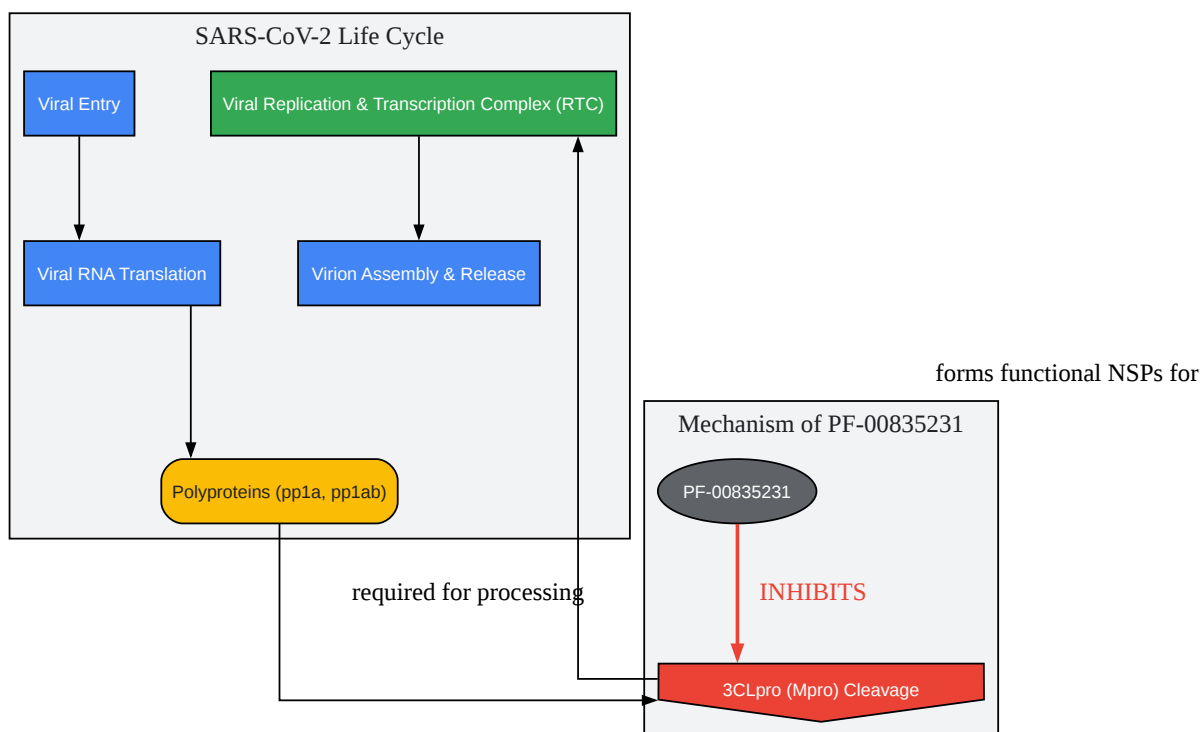 SARS-CoV-2 Life Cycle
Viral Entry
Viral Replication & Transcription Complex (RTC)
Viral RNA Translation
Virion Assembly & Release
forms functional NSPs for
Mechanism of PF-00835231
Polyproteins (pp1a, pp1ab)
PF-00835231
required for processing
INHIBITS
3CLpro (Mpro) Cleavage